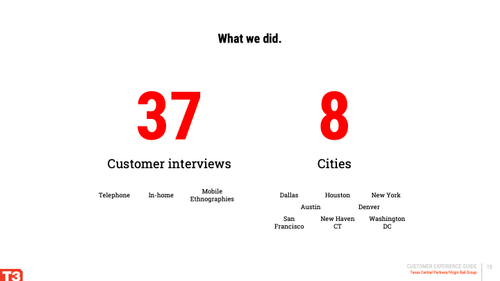 What we did.
37
8
Customer interviews
Cities
Telephone
In-home
Mobile
Ethnographies
Dallas
Houston
New York
Austin
Denver
San
Francisco
New Haven
CT
Washington
DC
CUSTOMER EXPERIENCE GUIDE
Texas Central Partners/Virgin Rail Group
T3